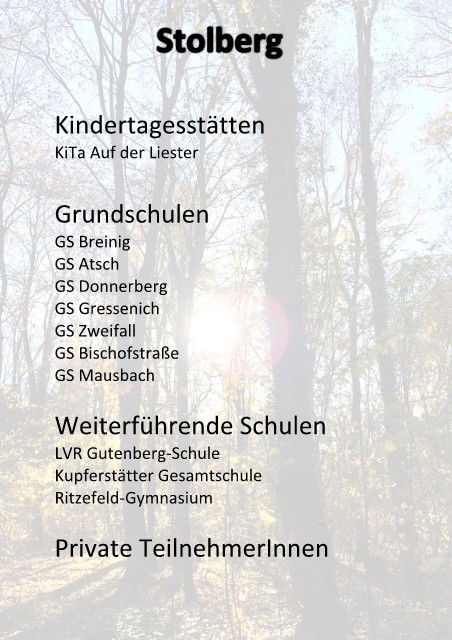 Stolberg
Kindertagesstätten
KiTa Auf der Liester
Grundschulen
GS Breinig
GS Atsch
GS Donnerberg
GS Gressenich
GS Zweifall
GS Bischofstraße
GS Mausbach
Weiterführende Schulen
LVR Gutenberg-Schule
Kupferstätter Gesamtschule
Ritzefeld-Gymnasium
Private TeilnehmerInnen